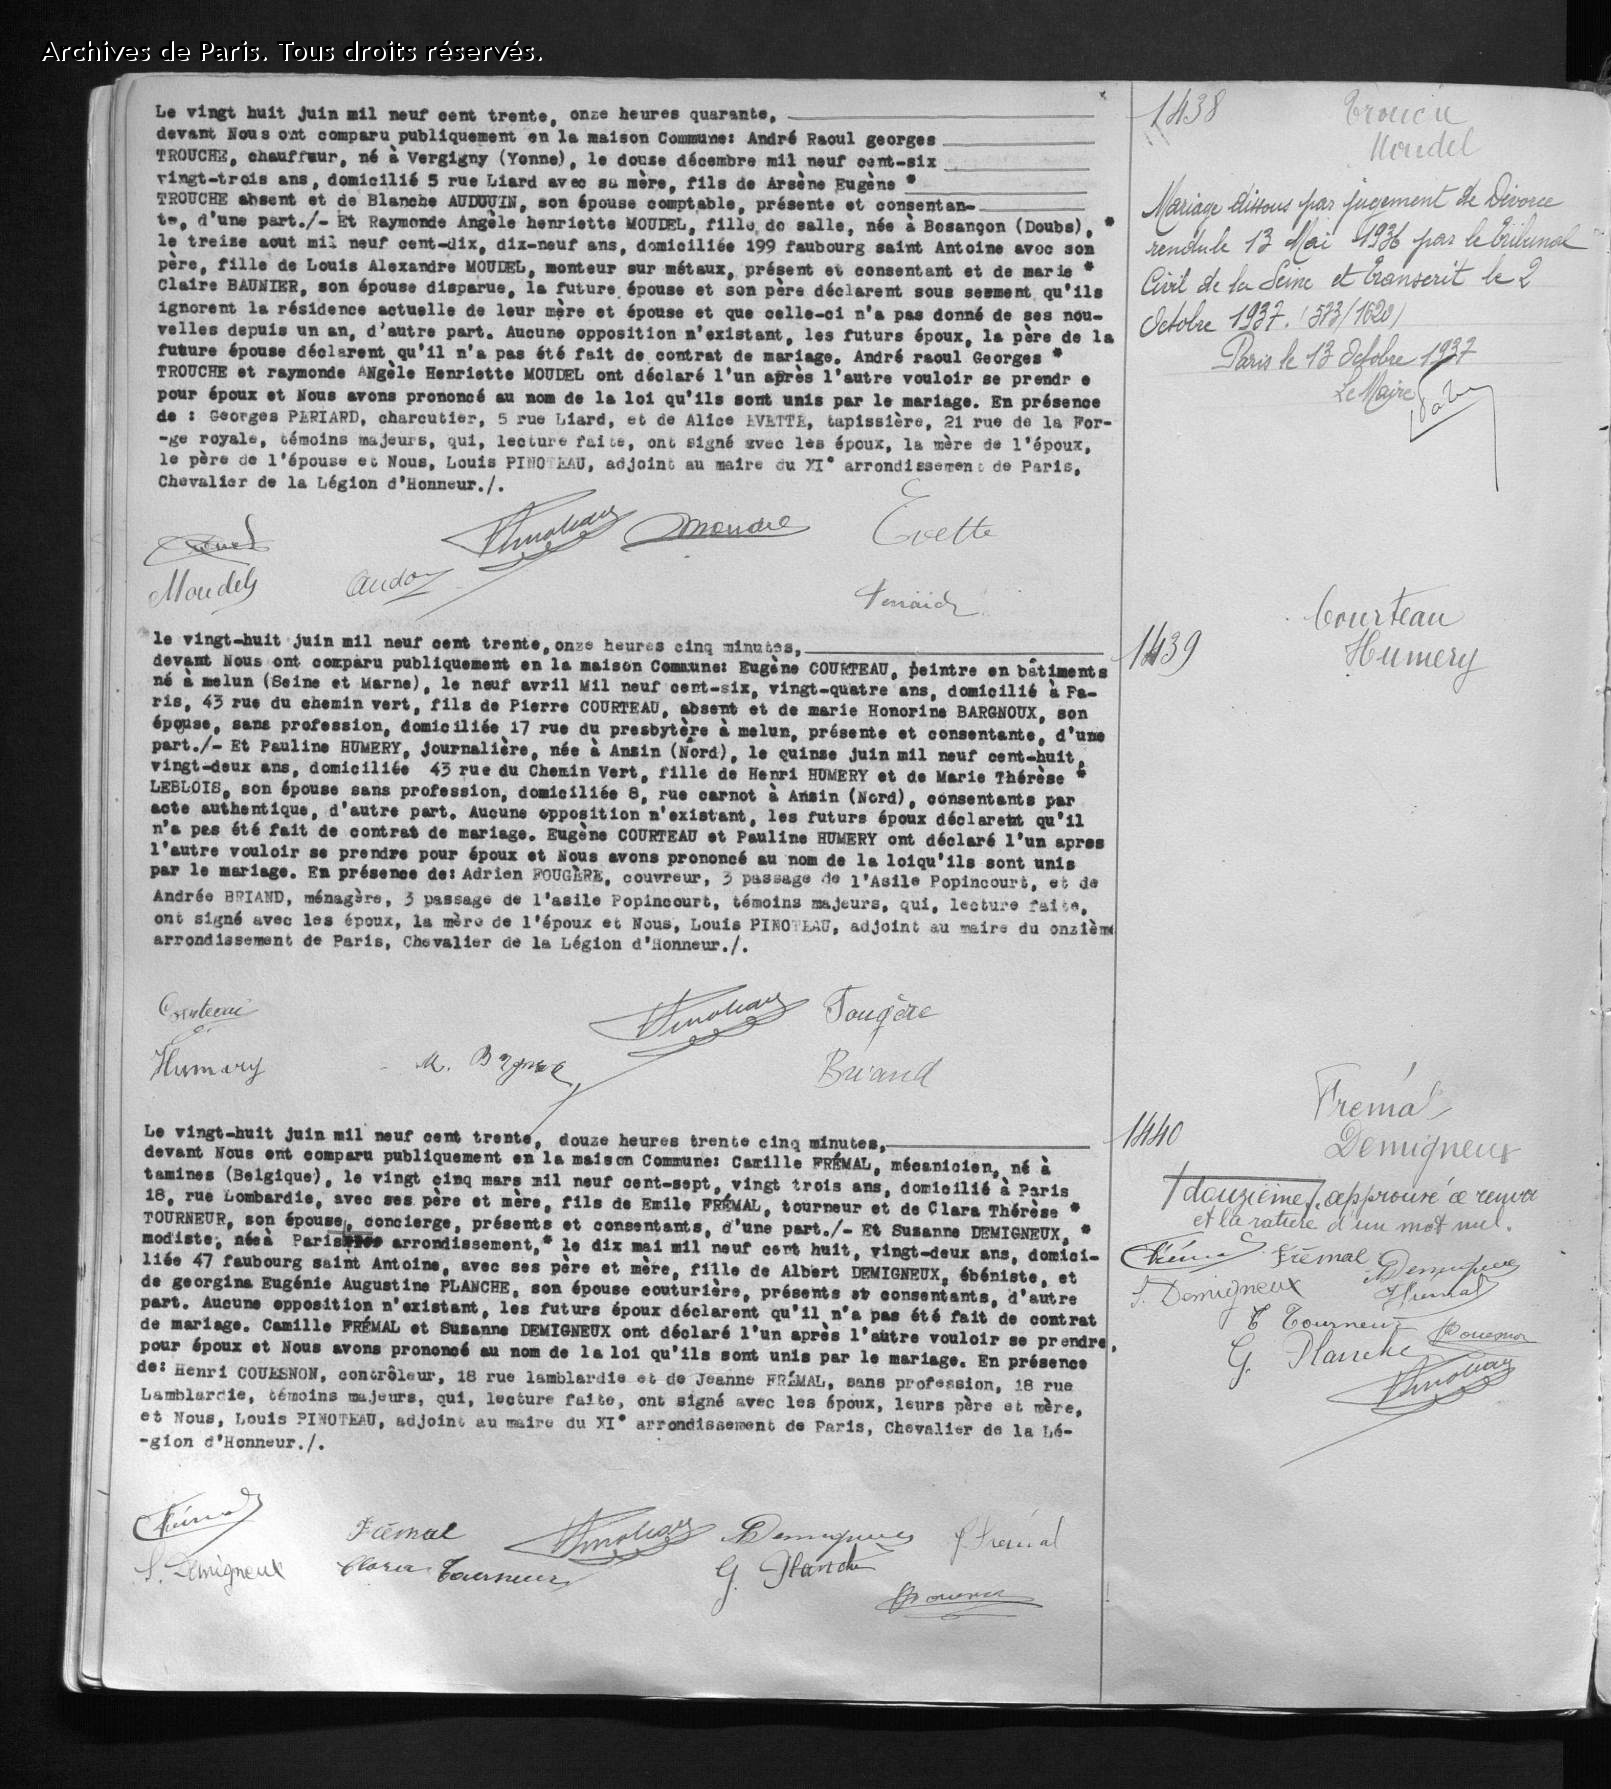 Archives de Paris. Tous droits réservés.
Le vingt huit juin mil neuf cent trente, onze heures quarante,
devant Nous ont comparu publiquement en la maison Commune: André Raoul georges
TROUCHE, chauffeur, né à Vergigny (Yonne), le douze décembre mil neuf cent-six
vingt-trois ans, domicilié 5 rue Liard avec sa mère, fils de Arsène Eugène *
TROUCHE absent et de Blanche AUDOUIN, son épouse comptable, présente et consentan-
te, d'une part./- Et Raymonde Angèle henriette MOUDEL, fille de salle, née à Besançon (Doubs), *
le treize aout mil neuf cent-dix, dix-neuf ans, domiciliée 199 faubourg saint Antoine avec son
père, fille de Louis Alexandre MOUDEL, monteur sur métaux, présent et consentant et de marie *
Claire BAUNIER, son épouse disparue, la future épouse et son père déclarent sous serment qu'ils
ignorent la résidence actuelle de leur mère et épouse et que celle-ci n'a pas donné de ses nou-
velles depuis un an, d'autre part. Aucune opposition n'existant, les futurs époux, la père de la
future épouse déclarent qu'il n'a pas été fait de contrat de mariage. André raoul Georges *
TROUCHE et raymonde ANgèle Henriette MOUDEL ont déclaré l'un après l'autre vouloir se prendr e
pour époux et Nous avons prononcé au nom de la loi qu'ils sont unis par le mariage. En présence
de : Georges PERIARD, charcutier, 5 rue Liard, et de Alice EVETTE, tapissière, 21 rue de la For-
-ge royale, témoins majeurs, qui, lecture faite, ont signé avec les époux, la mère de l'époux,
le père de l'épouse et Nous, Louis PINOTEAU, adjoint au maire du XI° arrondissement de Paris,
Chevalier de la Légion d'Honneur./.
Evette
Moudel
1438
Moudel
Mariage dissous par jugement de Divorce
rendu le 13 Mai 1936 par le tribunal
Civil de la Seine et transcrit le 2
Octobre 1937. (573/1620)
Paris le 13 Octobre 1937
Le Maire
le vingt-huit juin mil neuf cent trente, onze heures cinq minutes,
devant Nous ont comparu publiquement en la maison Commune: Eugène COURTEAU, peintre en bâtiments
né à melun (Seine et Marne), le neuf avril Mil neuf cent-six, vingt-quatre ans, domicilié à Pa-
ris, 43 rue du chemin vert, fils de Pierre COURTEAU, absent et de marie Honorine BARGNOUX, son
épouse, sans profession, domiciliée 17 rue du presbytère à melun, présente et consentante, d'une
part./- Et Pauline HUMERY, journalière, née à Anzin (Nord), le quinze juin mil neuf cent-huit,
vingt-deux ans, domiciliée 43 rue du Chemin Vert, fille de Henri HUMERY et de Marie Thérèse *
LEBLOIS, son épouse sans profession, domiciliée 8, rue carnot à Anzin (Nord), consentants par
acte authentique, d'autre part. Aucune opposition n'existant, les futurs époux déclarent qu'il
n'a pas été fait de contrat de mariage. Eugène COURTEAU et Pauline HUMERY ont déclaré l'un apres
l'autre vouloir se prendre pour époux et Nous avons prononcé au nom de la loiqu'ils sont unis
par le mariage. En présence de: Adrien FOUGÈRE, couvreur, 3 passage de l'Asile Popincourt, et de
Andrée BRIAND, ménagère, 3 passage de l'asile Popincourt, témoins majeurs, qui, lecture faite,
ont signé avec les époux, la mère de l'époux et Nous, Louis PINOTEAU, adjoint au maire du onzième
arrondissement de Paris, Chevalier de la Légion d'Honneur./.
Fougère
Humery
Briand
1439
Courteau
Humery
Le vingt-huit juin mil neuf cent trente, douze heures trente cinq minutes,
devant Nous ont comparu publiquement en la maison Commune: Camille FRÉMAL, mécanicien, né à
tamines (Belgique), le vingt cinq mars mil neuf cent-sept, vingt trois ans, domicilié à Paris
18, rue Lombardie, avec ses père et mère, fils de Emile FRÉMAL, tourneur et de Clara Thérèse *
TOURNEUR, son épouse, concierge, présents et consentants, d'une part./- Et Suzanne DEMIGNEUX, *
modiste, néeà Paris arrondissement,* le dix mai mil neuf cent huit, vingt-deux ans, domici-
liée 47 faubourg saint Antoine, avec ses père et mère, fille de Albert DEMIGNEUX, ébéniste, et
de georgina Eugénie Augustine PLANCHE, son épouse couturière, présents et consentants, d'autre
part. Aucune opposition n'existant, les futurs époux déclarent qu'il n'a pas été fait de contrat
de mariage. Camille FRÉMAL et Suzanne DEMIGNEUX ont déclaré l'un après l'autre vouloir se prendre,
pour époux et Nous avons prononcé au nom de la loi qu'ils sont unis par le mariage. En présence
de: Henri COUESNON, contrôleur, 18 rue lamblardie et de Jeanne FRÉMAL, sans profession, 18 rue
Lamblardie, témoins majeurs, qui, lecture faite, ont signé avec les époux, leurs père et mère,
et Nous, Louis PINOTEAU, adjoint au maire du XI° arrondissement de Paris, Chevalier de la Lé-
-gion d'Honneur./.
Frémal
S. Demigneux
Clara Tourneur
G. Planche
1440
Fremal
Demigneux
douzième /. approuvé ce renvoi
et la rature d'un mot nul.
Frémal
S. Demigneux
C Tourneur
G. Planche